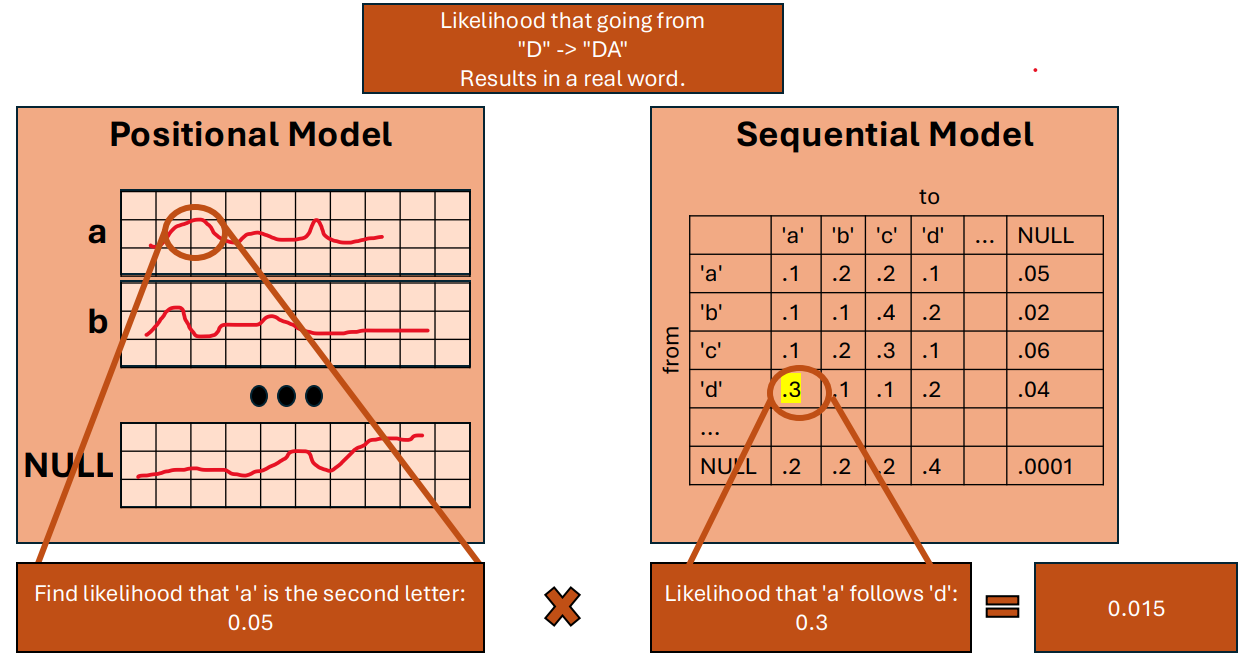 Likelihood that going from
"D" -> "DA"
Results in a real word.
Positional Model
a
b
NULL
Find likelihood that 'a' is the second letter:
0.05
Sequential Model
to
from
'a' 'b' 'c' 'd' ... NULL
'a' .1 .2 .2 .1 .05
'b' .1 .1 .4 .2 .02
'c' .1 .2 .3 .1 .06
'd' .3 .1 .1 .2 .04
...
NULL .2 .2 .2 .4 .0001
Likelihood that 'a' follows 'd':
0.3
0.015